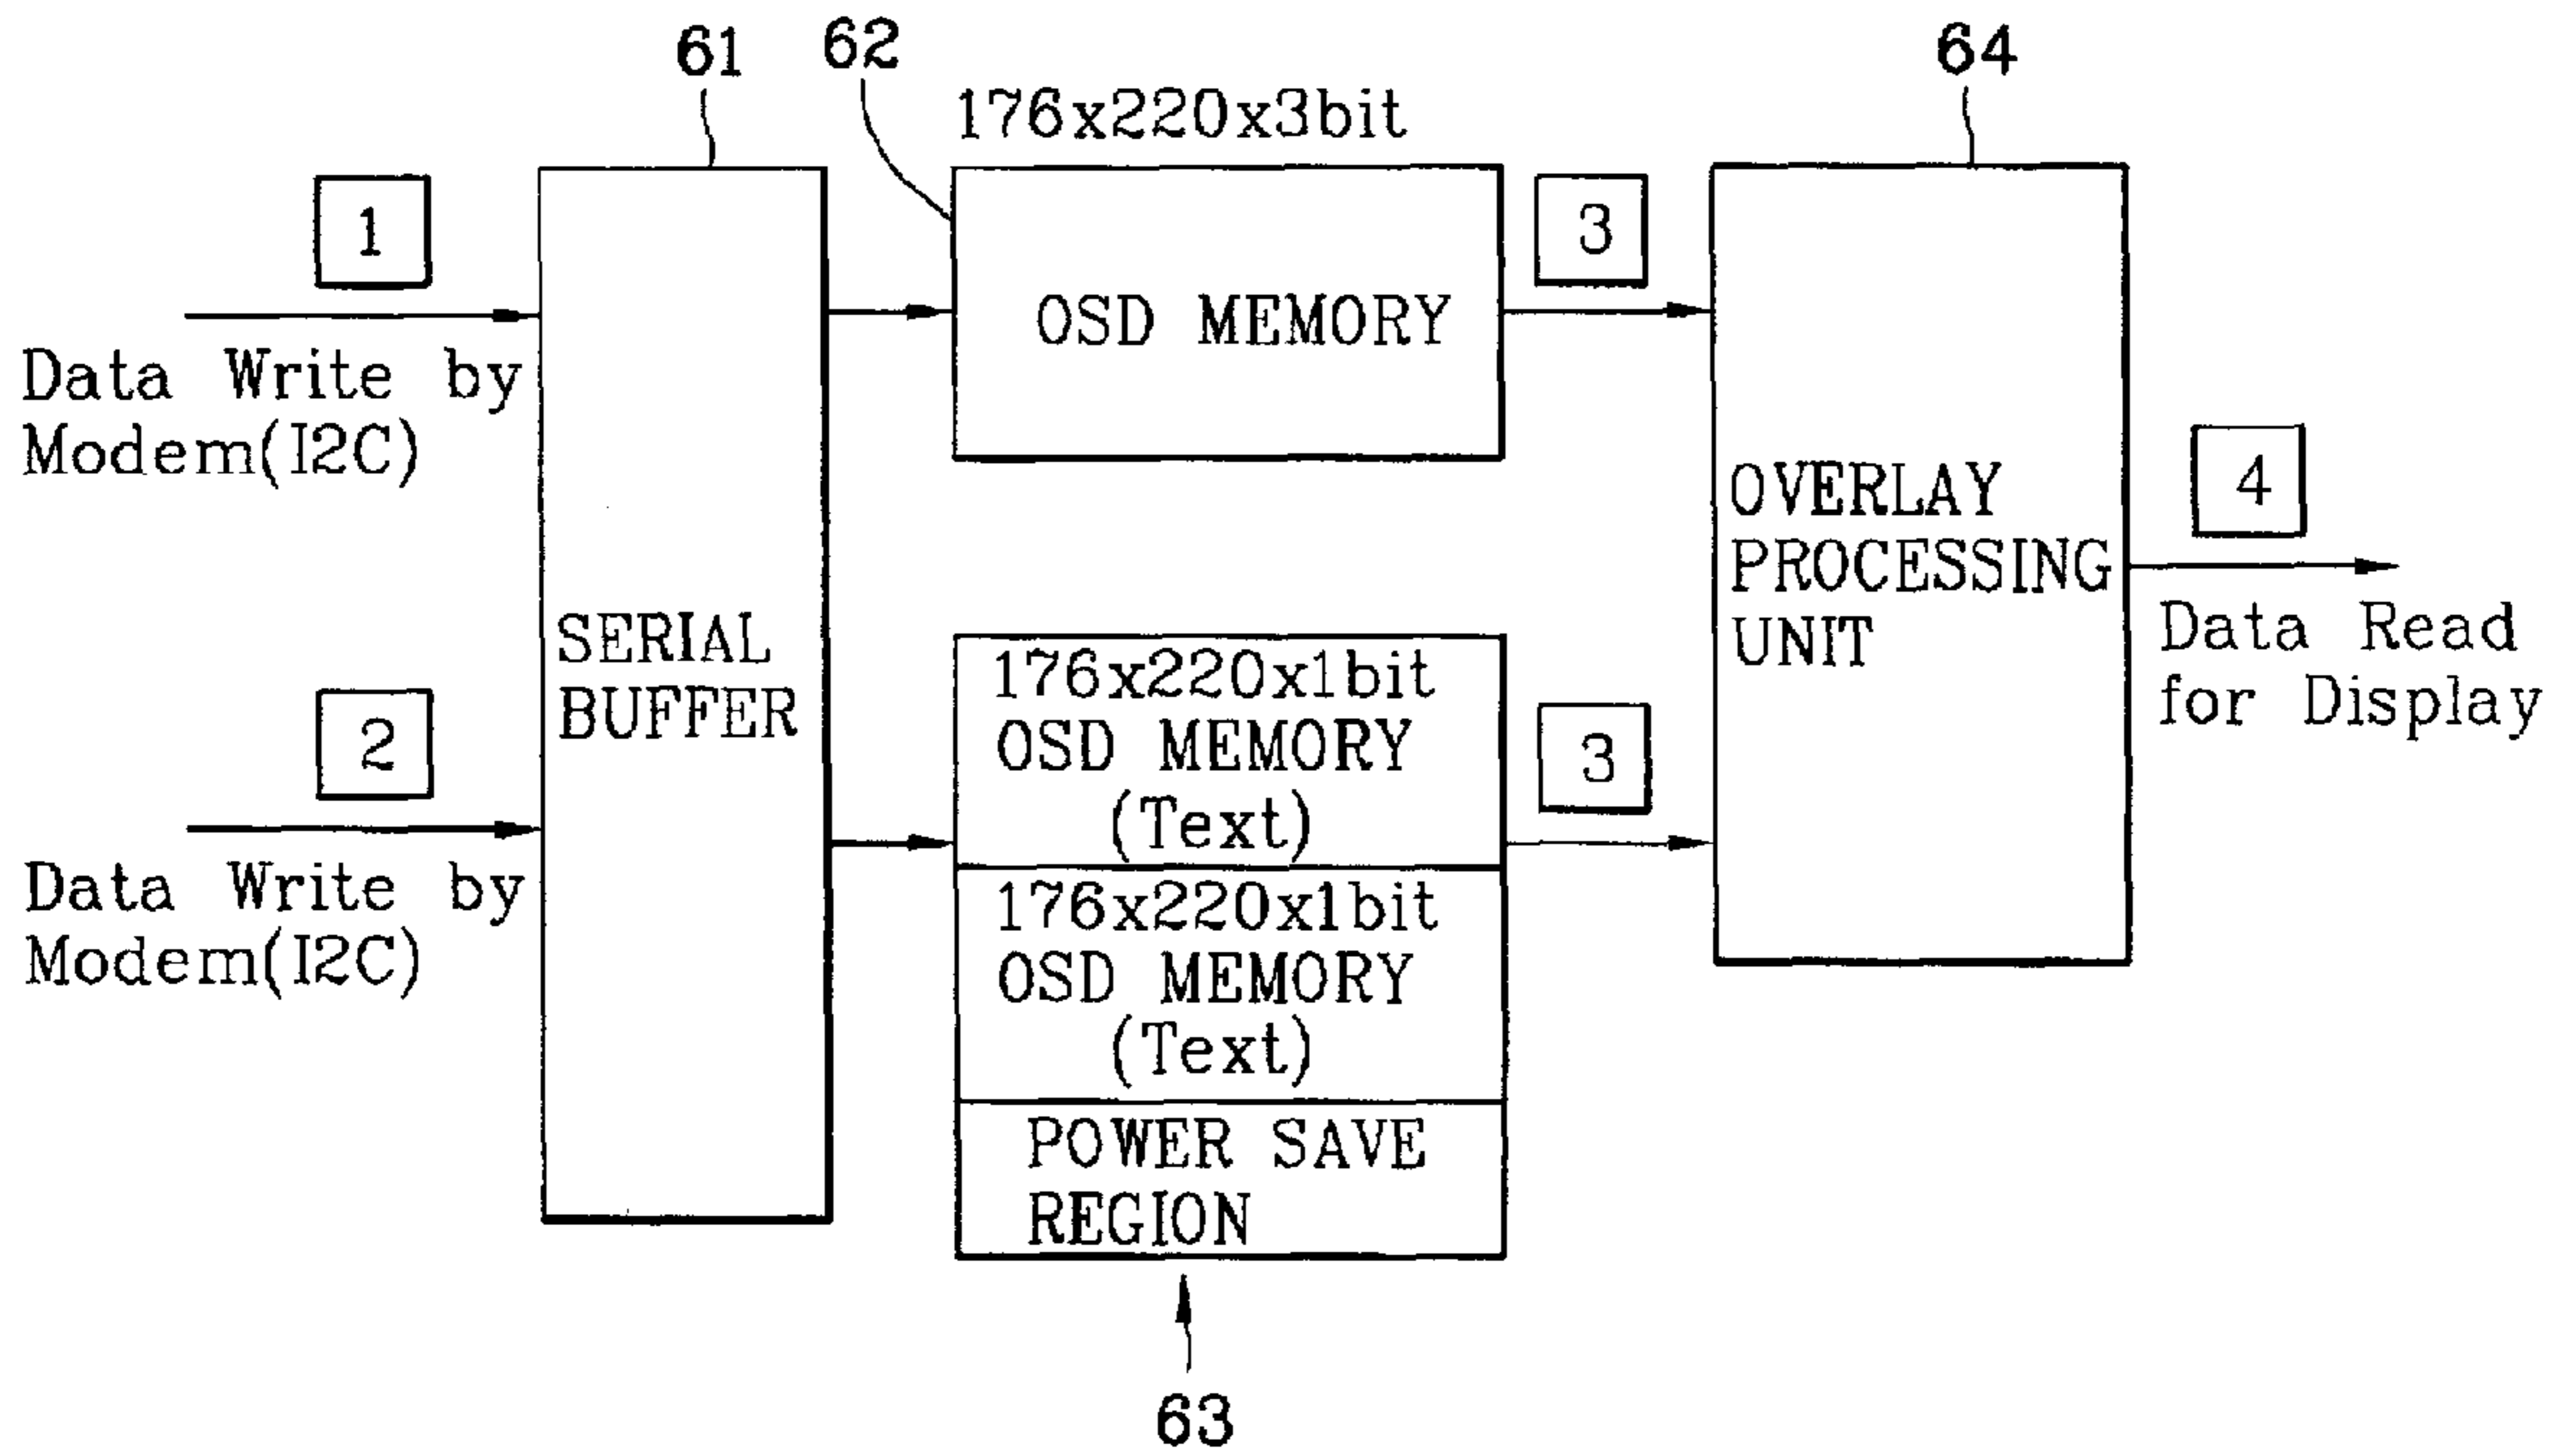 61
62
64
176x220x3bit
1
3
OSD MEMORY
Data Write by
Modem(I2C)
OVERLAY
PROCESSING
UNIT
4
Data Read
for Display
SERIAL
BUFFER
2
Data Write by
Modem(I2C)
176x220x1bit
OSD MEMORY
(Text)
3
176x220x1bit
OSD MEMORY
(Text)
POWER SAVE
REGION
63